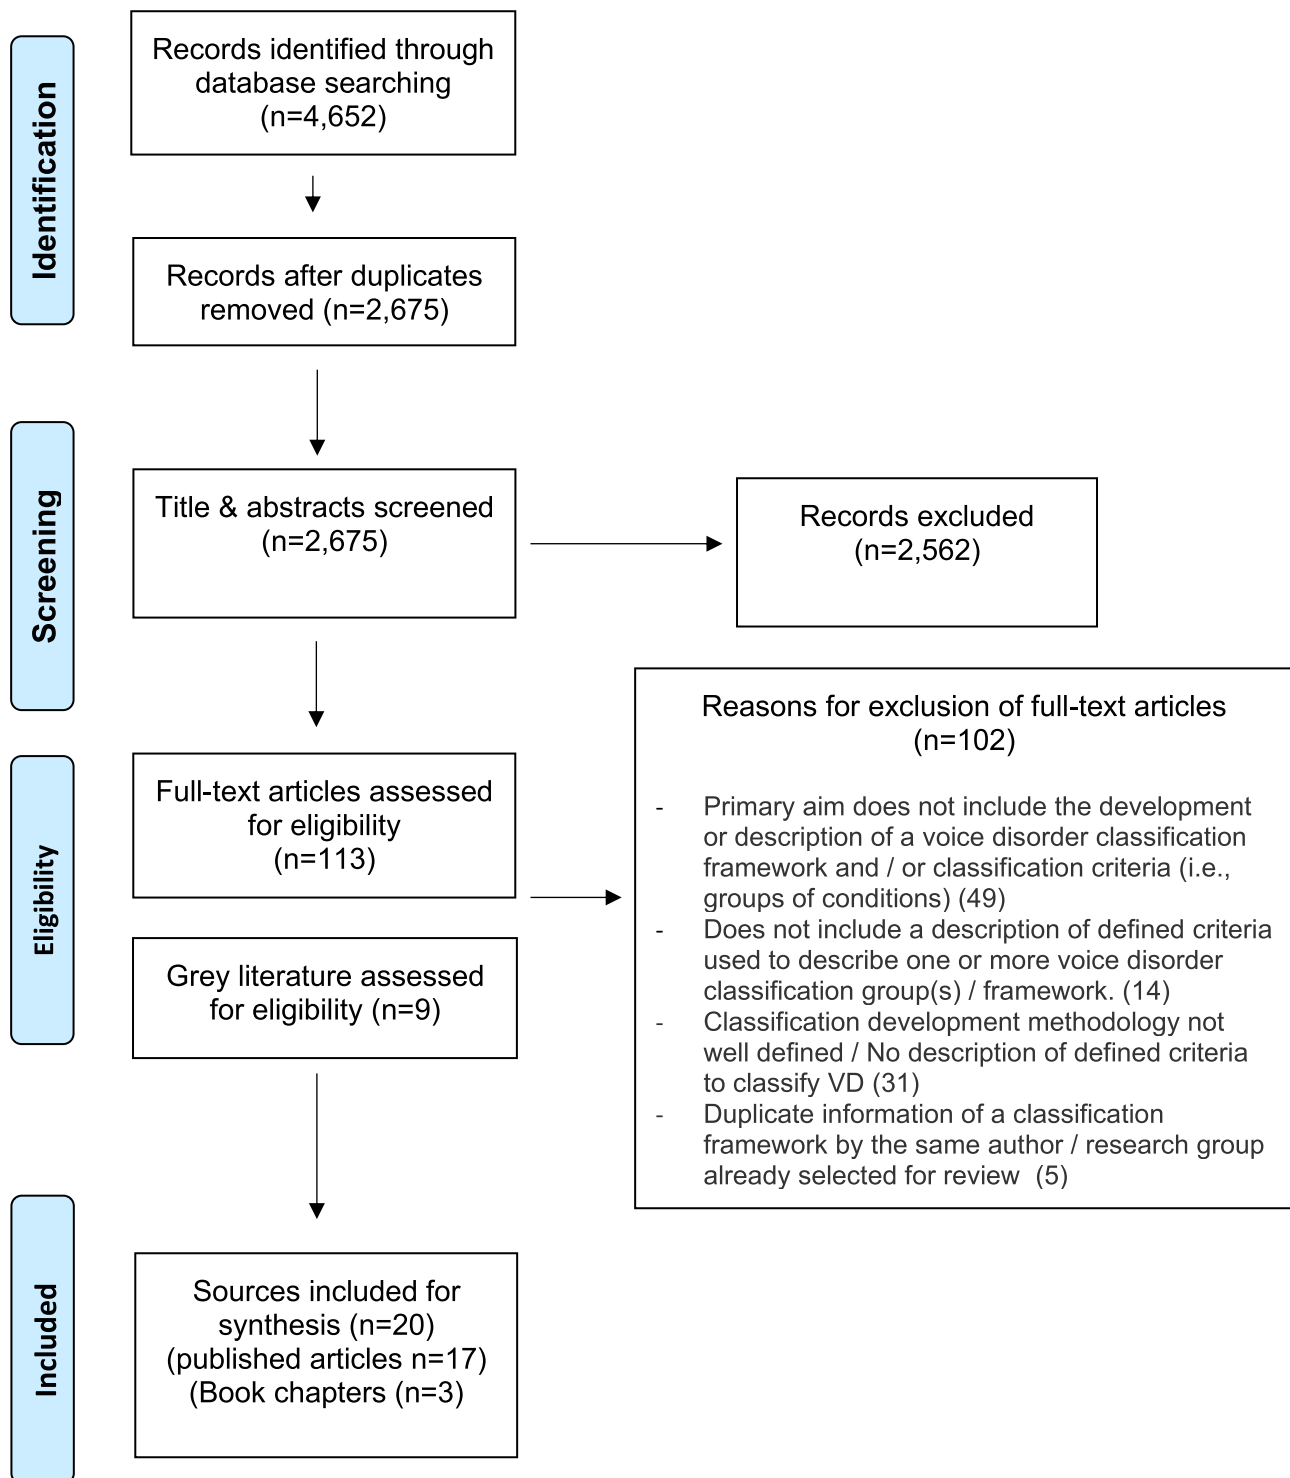 Identification
Records identified through
database searching
(n=4,652)
Records after duplicates
removed (n=2,675)
Screening
Title & abstracts screened
(n=2,675)
Records excluded
(n=2,562)
Eligibility
Full-text articles assessed
for eligibility
(n=113)
Grey literature assessed
for eligibility (n=9)
Reasons for exclusion of full-text articles
(n=102)
- Primary aim does not include the development
or description of a voice disorder classification
framework and / or classification criteria (i.e.,
groups of conditions) (49)
- Does not include a description of defined criteria
used to describe one or more voice disorder
classification group(s) / framework. (14)
- Classification development methodology not
well defined / No description of defined criteria
to classify VD (31)
- Duplicate information of a classification
framework by the same author / research group
already selected for review (5)
Included
Sources included for
synthesis (n=20)
(published articles n=17)
(Book chapters (n=3)